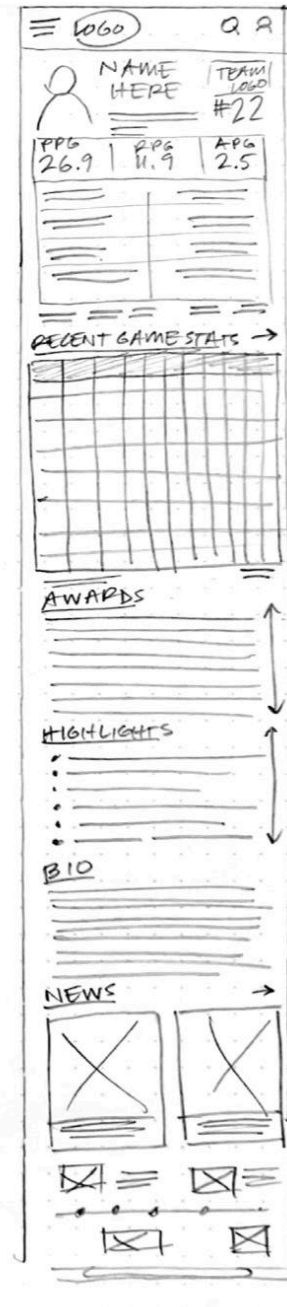 LOGO
NAME
HERE
TEAM
LOGO
#22
PPG
26.9
RPG
11.9
APG
2.5
RECENT GAME STATS →
AWARDS
HIGHLIGHTS
BIO
NEWS →